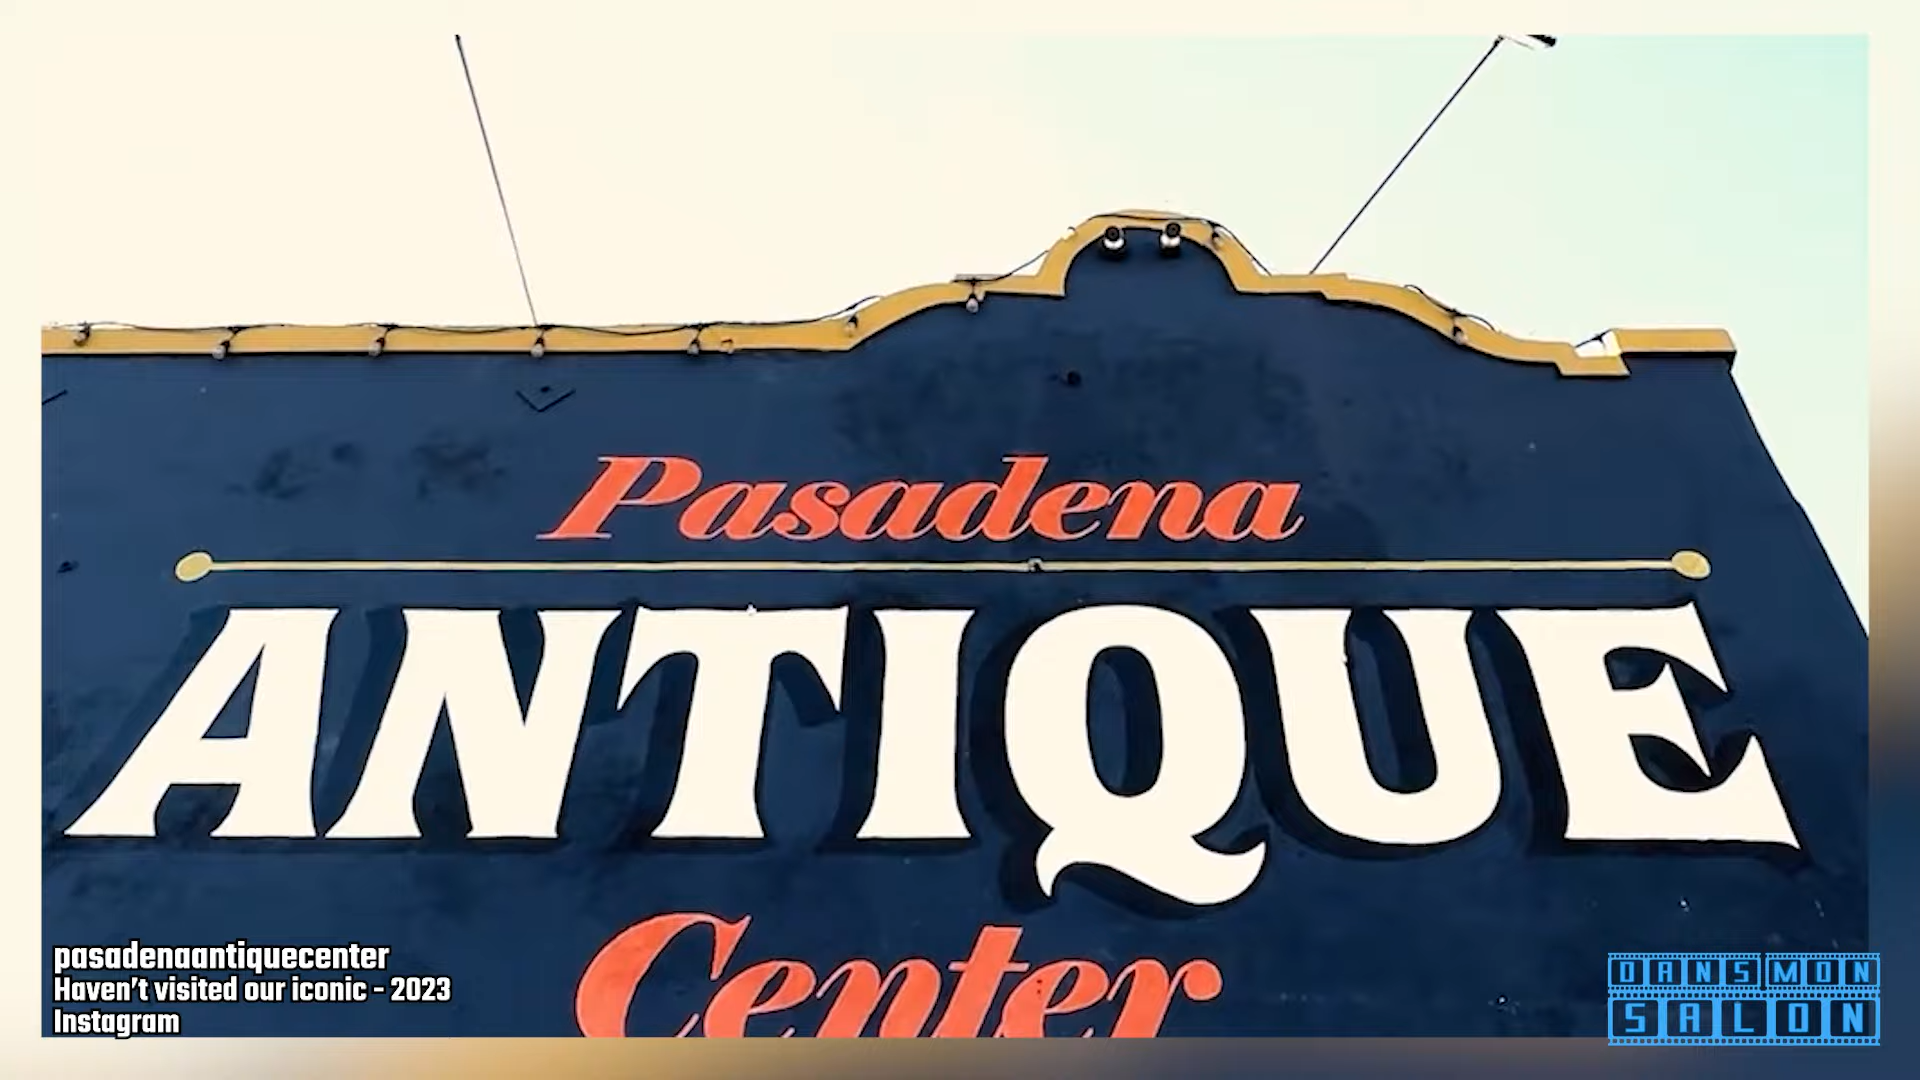 Pasadena
ANTIQUE
Center
pasadenaantiquecenter
Haven't visited our iconic - 2023
Instagram
DANS MON
SALON